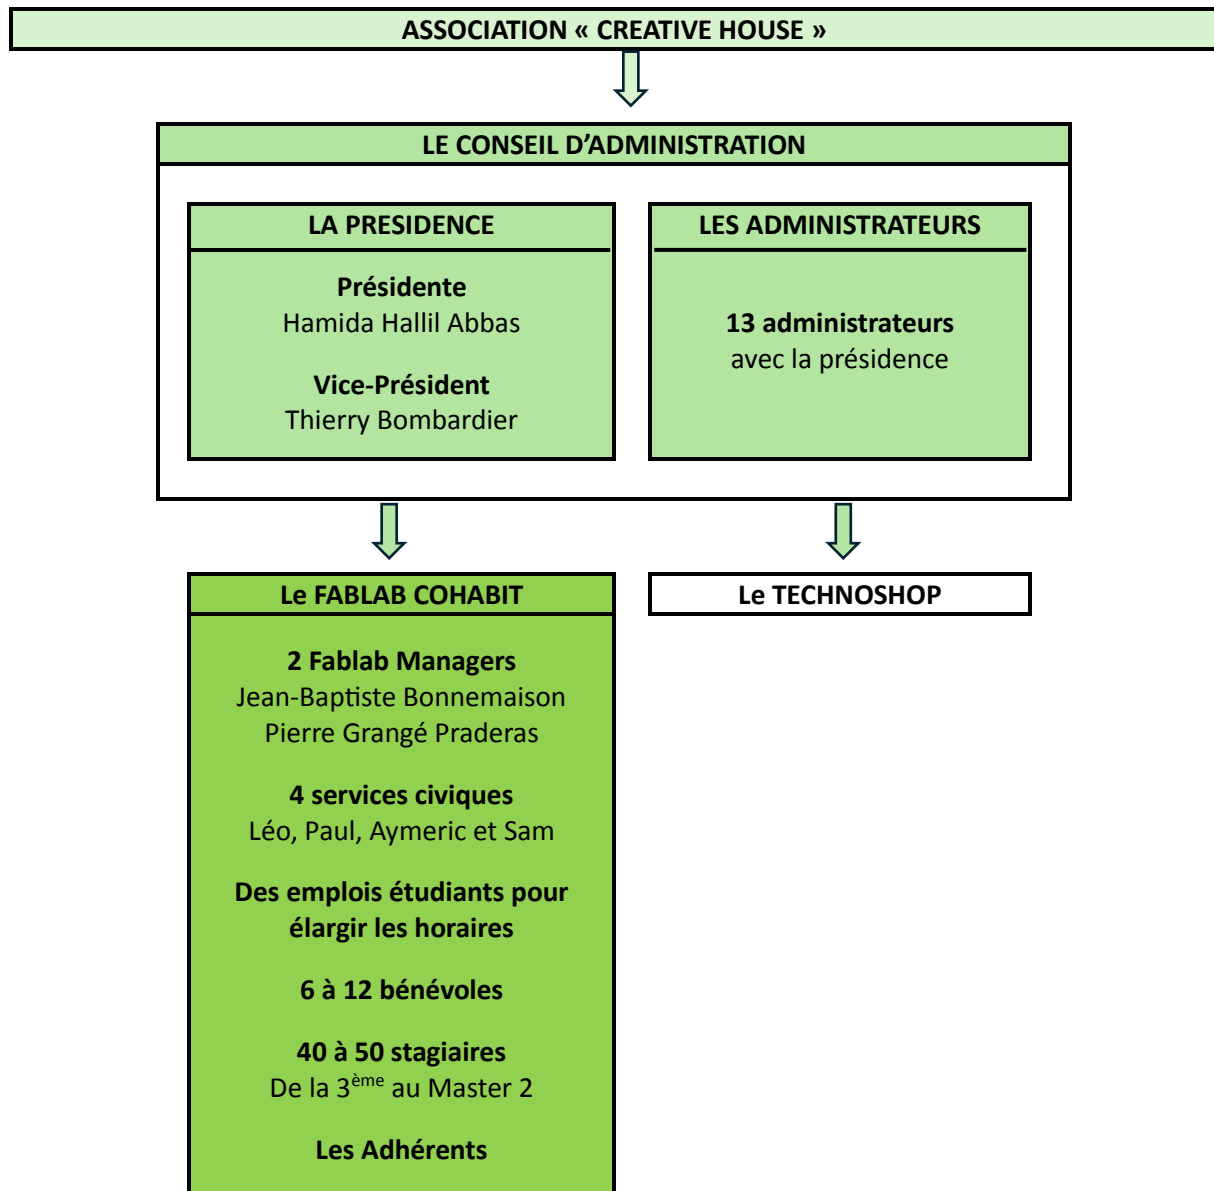 ASSOCIATION « CREATIVE HOUSE »
LE CONSEIL D’ADMINISTRATION
LA PRESIDENCE
Présidente
Hamida Hallil Abbas
Vice-Président
Thierry Bombardier
LES ADMINISTRATEURS
13 administrateurs
avec la présidence
Le FABLAB COHABIT
2 Fablab Managers
Jean-Baptiste Bonnemaison
Pierre Grangé Praderas
4 services civiques
Léo, Paul, Aymeric et Sam
Des emplois étudiants pour
élargir les horaires
6 à 12 bénévoles
40 à 50 stagiaires
De la 3ème au Master 2
Les Adhérents
Le TECHNOSHOP